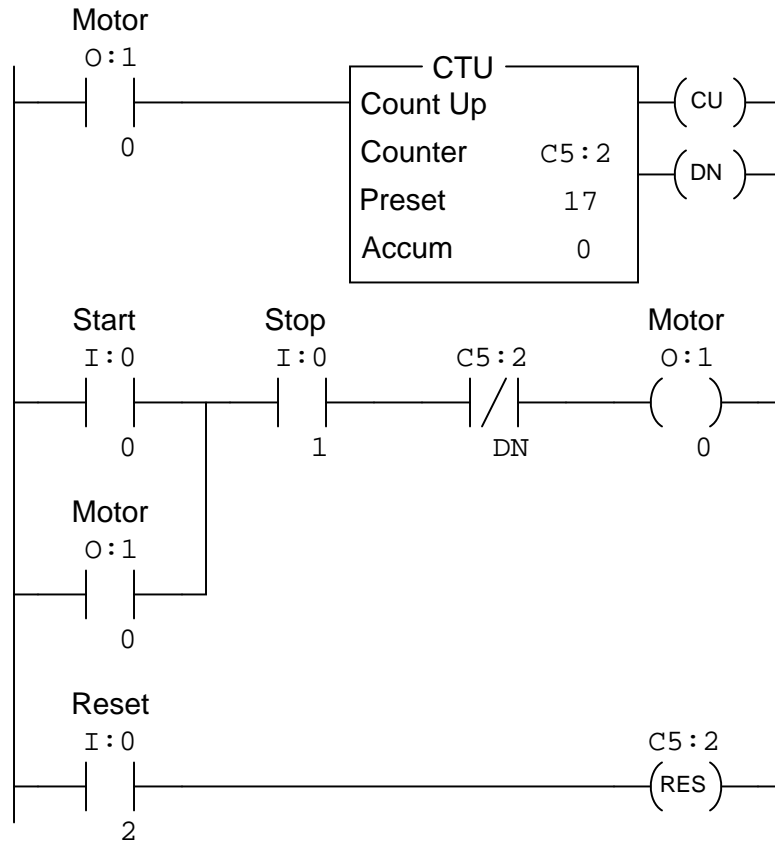 Motor
O:1
0
CTU
Count Up
Counter C5:2
Preset 17
Accum 0
CU
DN
Start Stop Motor
I:0 I:0 C5:2 O:1
0 1 DN 0
Motor
O:1
0
Reset
I:0 C5:2
RES
2